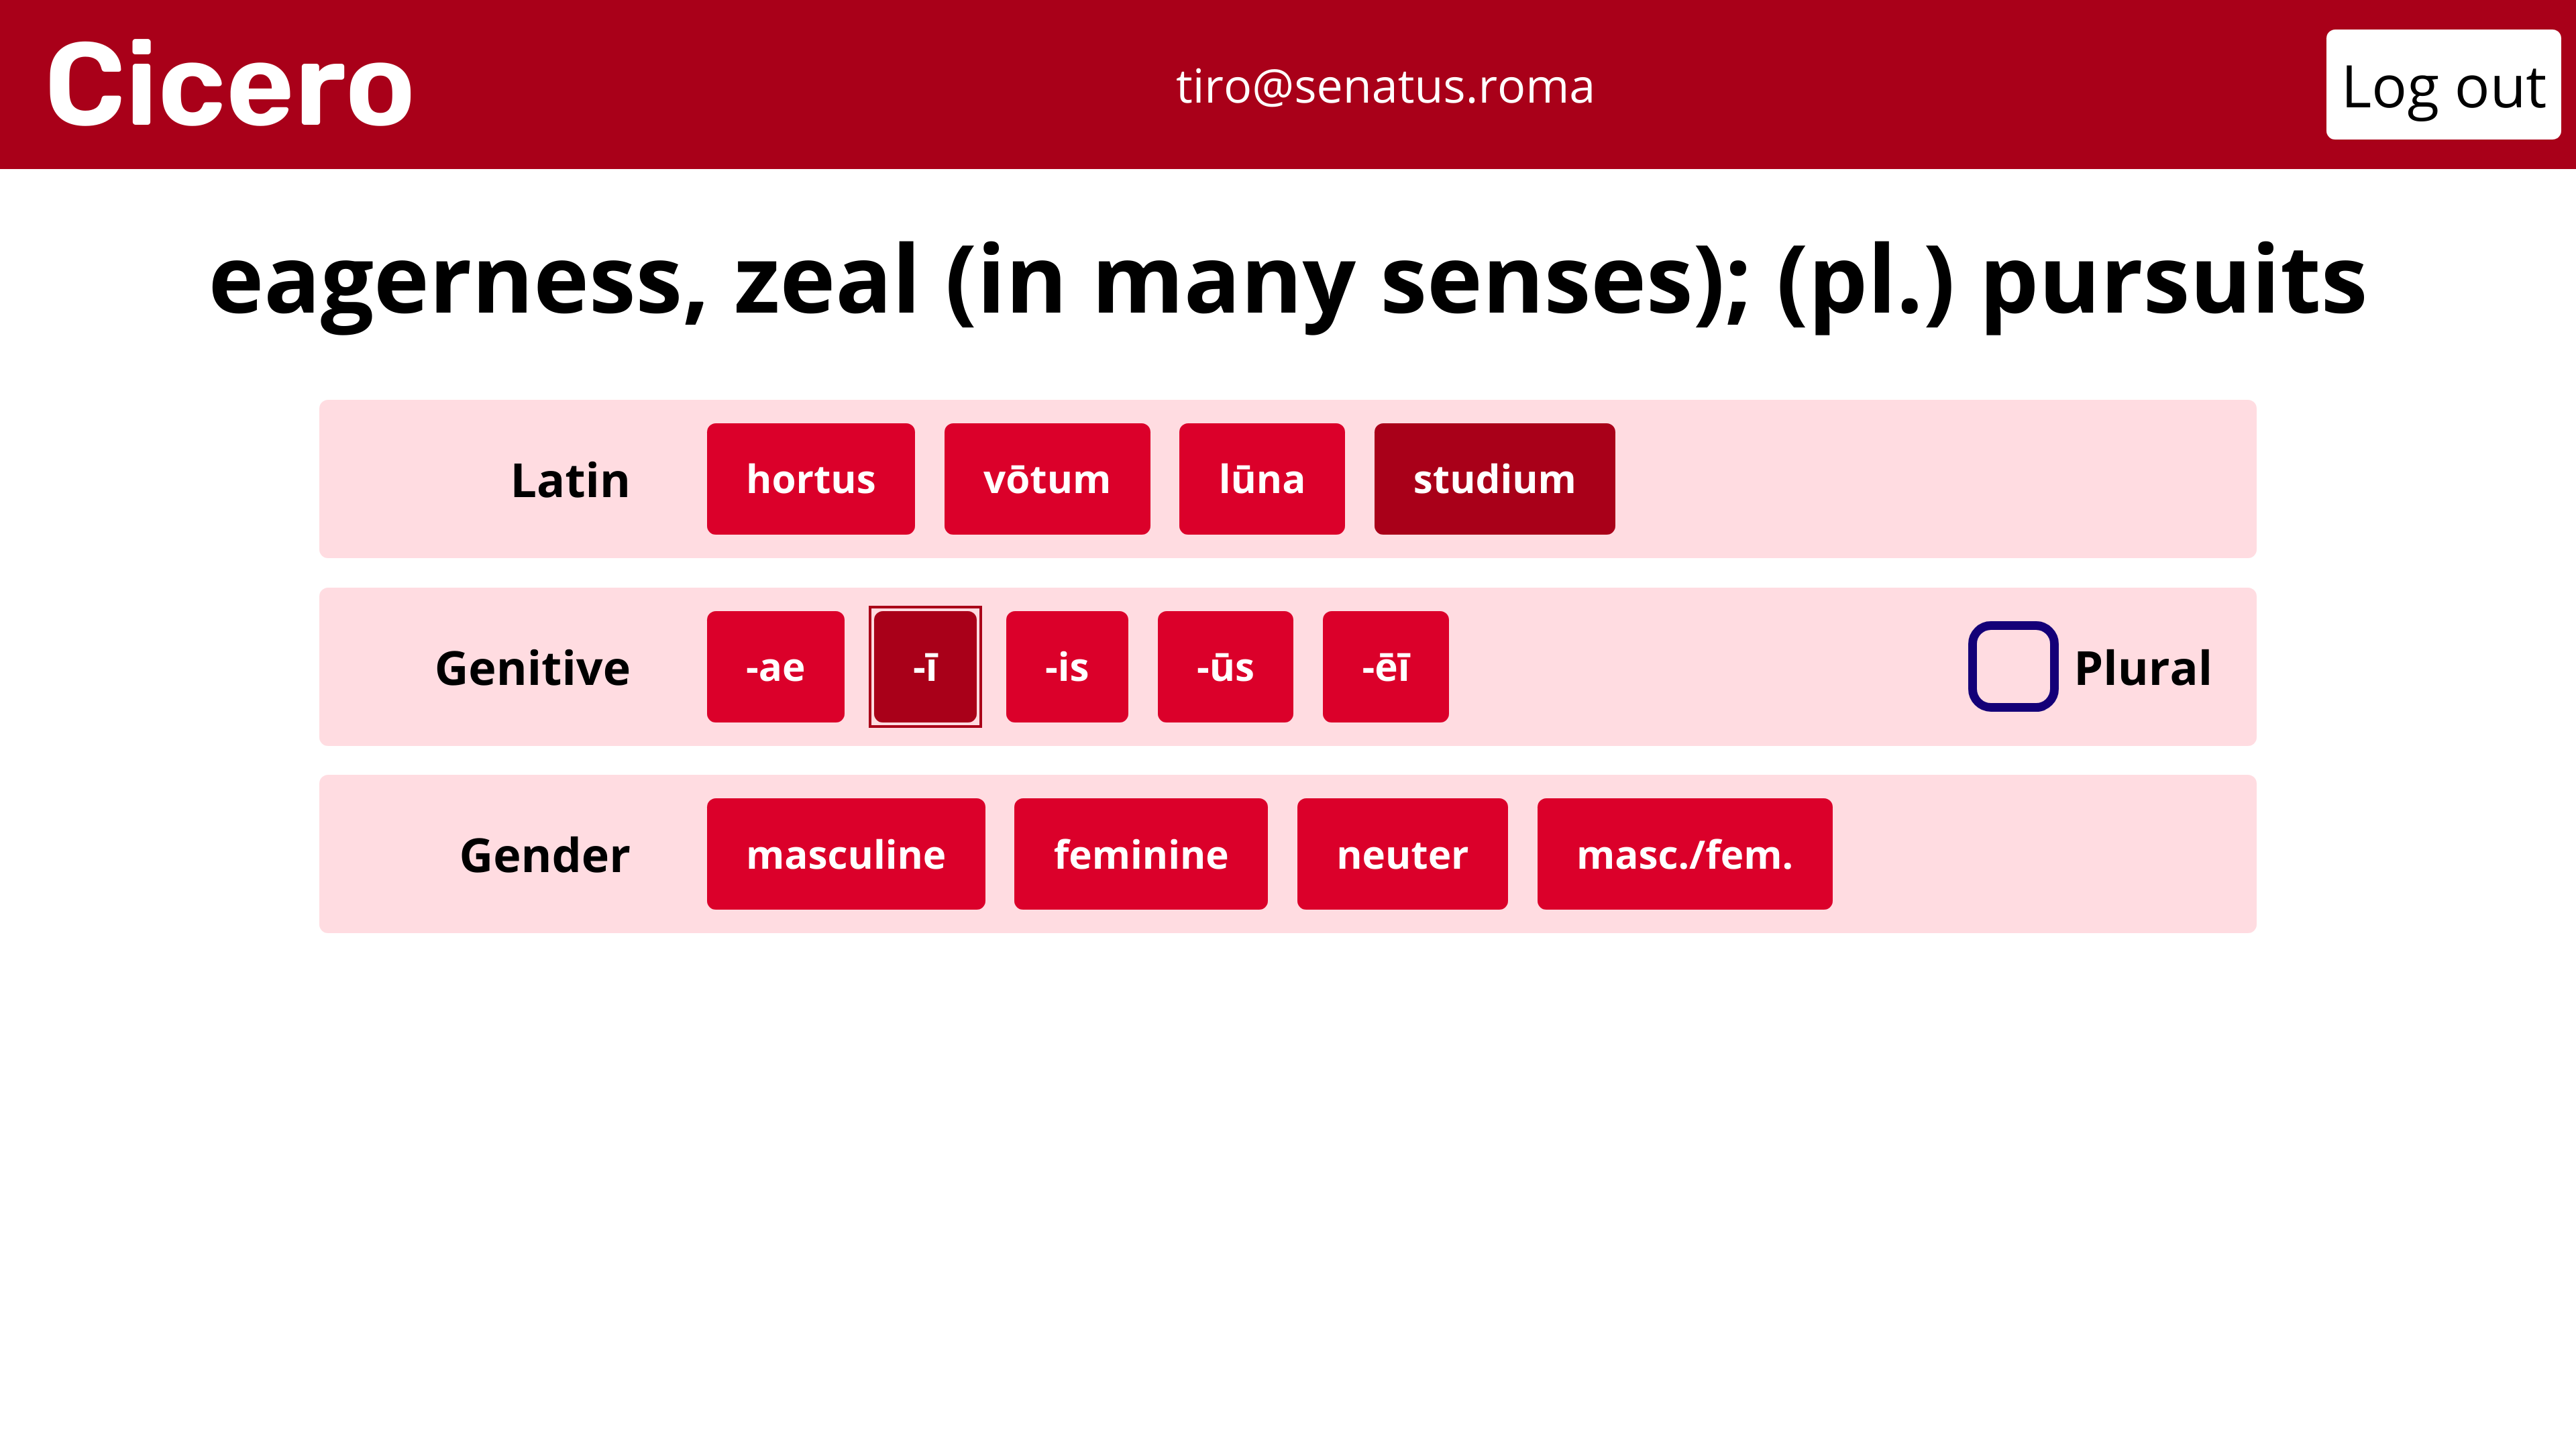 Cicero
tiro@senatus.roma
Log out
eagerness, zeal (in many senses); (pl.) pursuits
Latin hortus vōtum lūna studium
Genitive -ae -ī -is -ūs -ēī Plural
Gender masculine feminine neuter masc./fem.